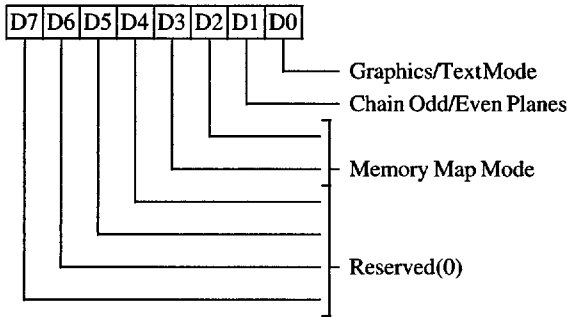 D7 D6 D5 D4 D3 D2 D1 D0
Graphics/TextMode
Chain Odd/Even Planes
Memory Map Mode
Reserved(0)